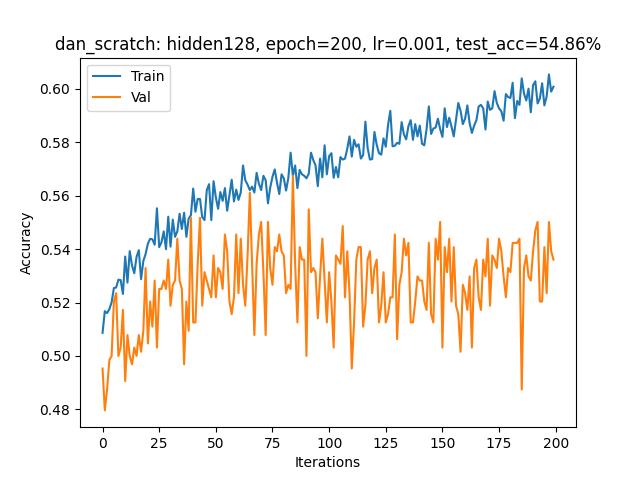 dan_scratch: hidden128, epoch=200, lr=0.001, test_acc=54.86%
Train
Val
Accuracy
0.60
0.58
0.56
0.54
0.52
0.50
0.48
0 25 50 75 100 125 150 175 200
Iterations